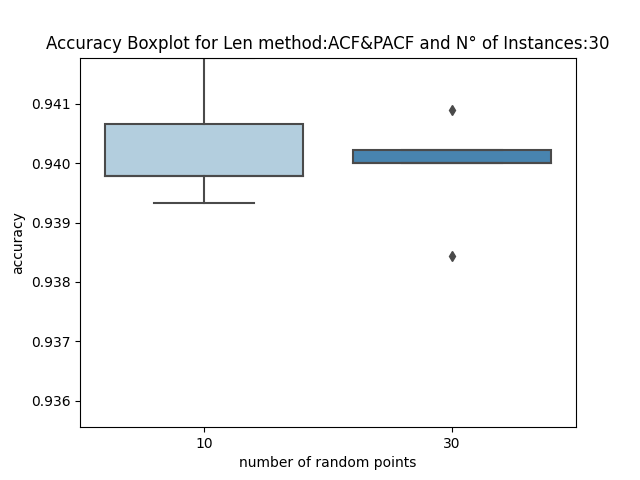 Accuracy Boxplot for Len method:ACF&PACF and N° of Instances:30
0.941
0.940
0.939
0.938
0.937
0.936
accuracy
10
30
number of random points